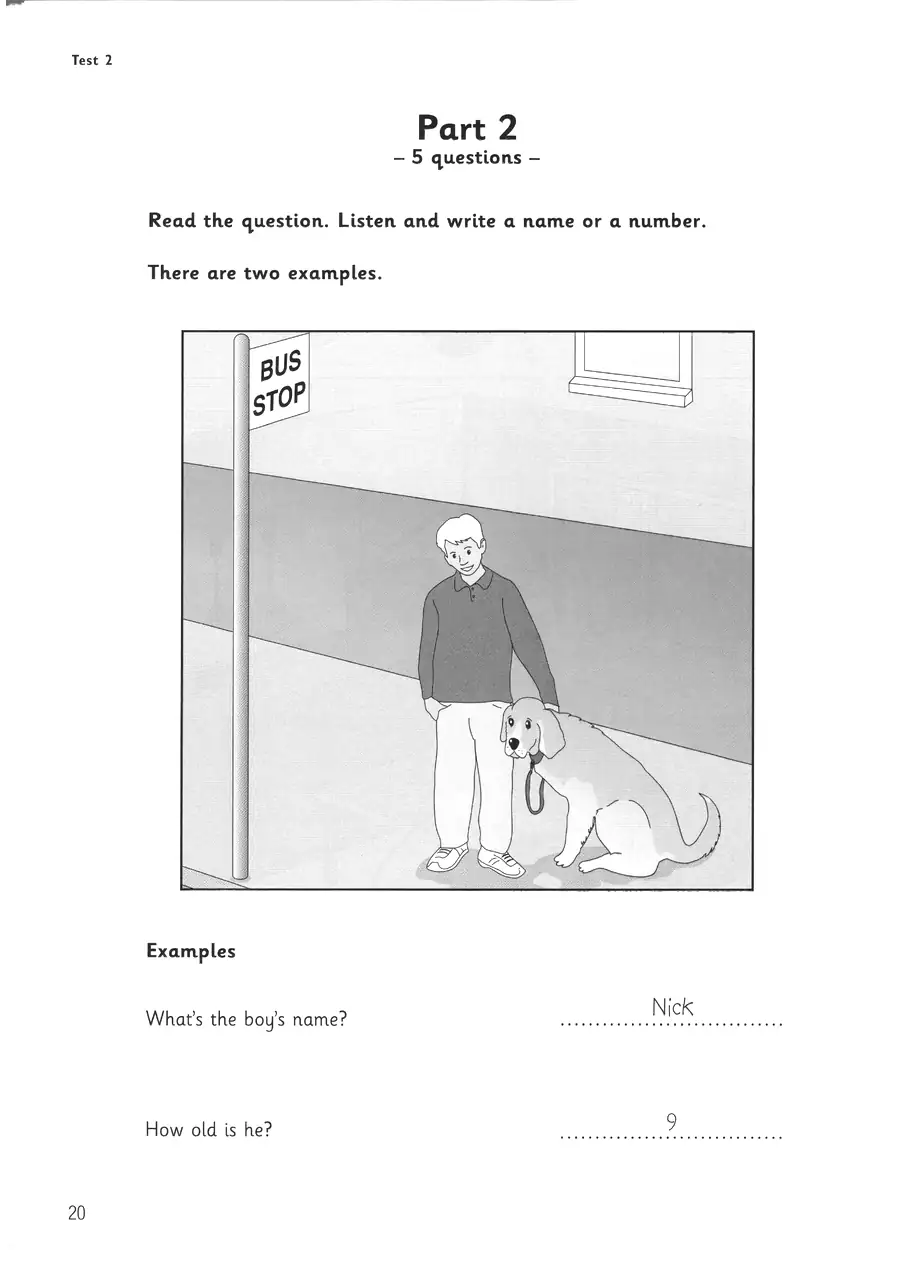 Test 2
Part 2
– 5 questions –
Read the question. Listen and write a name or a number.
There are two examples.
BUS
STOP
Examples
What's the boy's name?
Nick
How old is he?
9
20